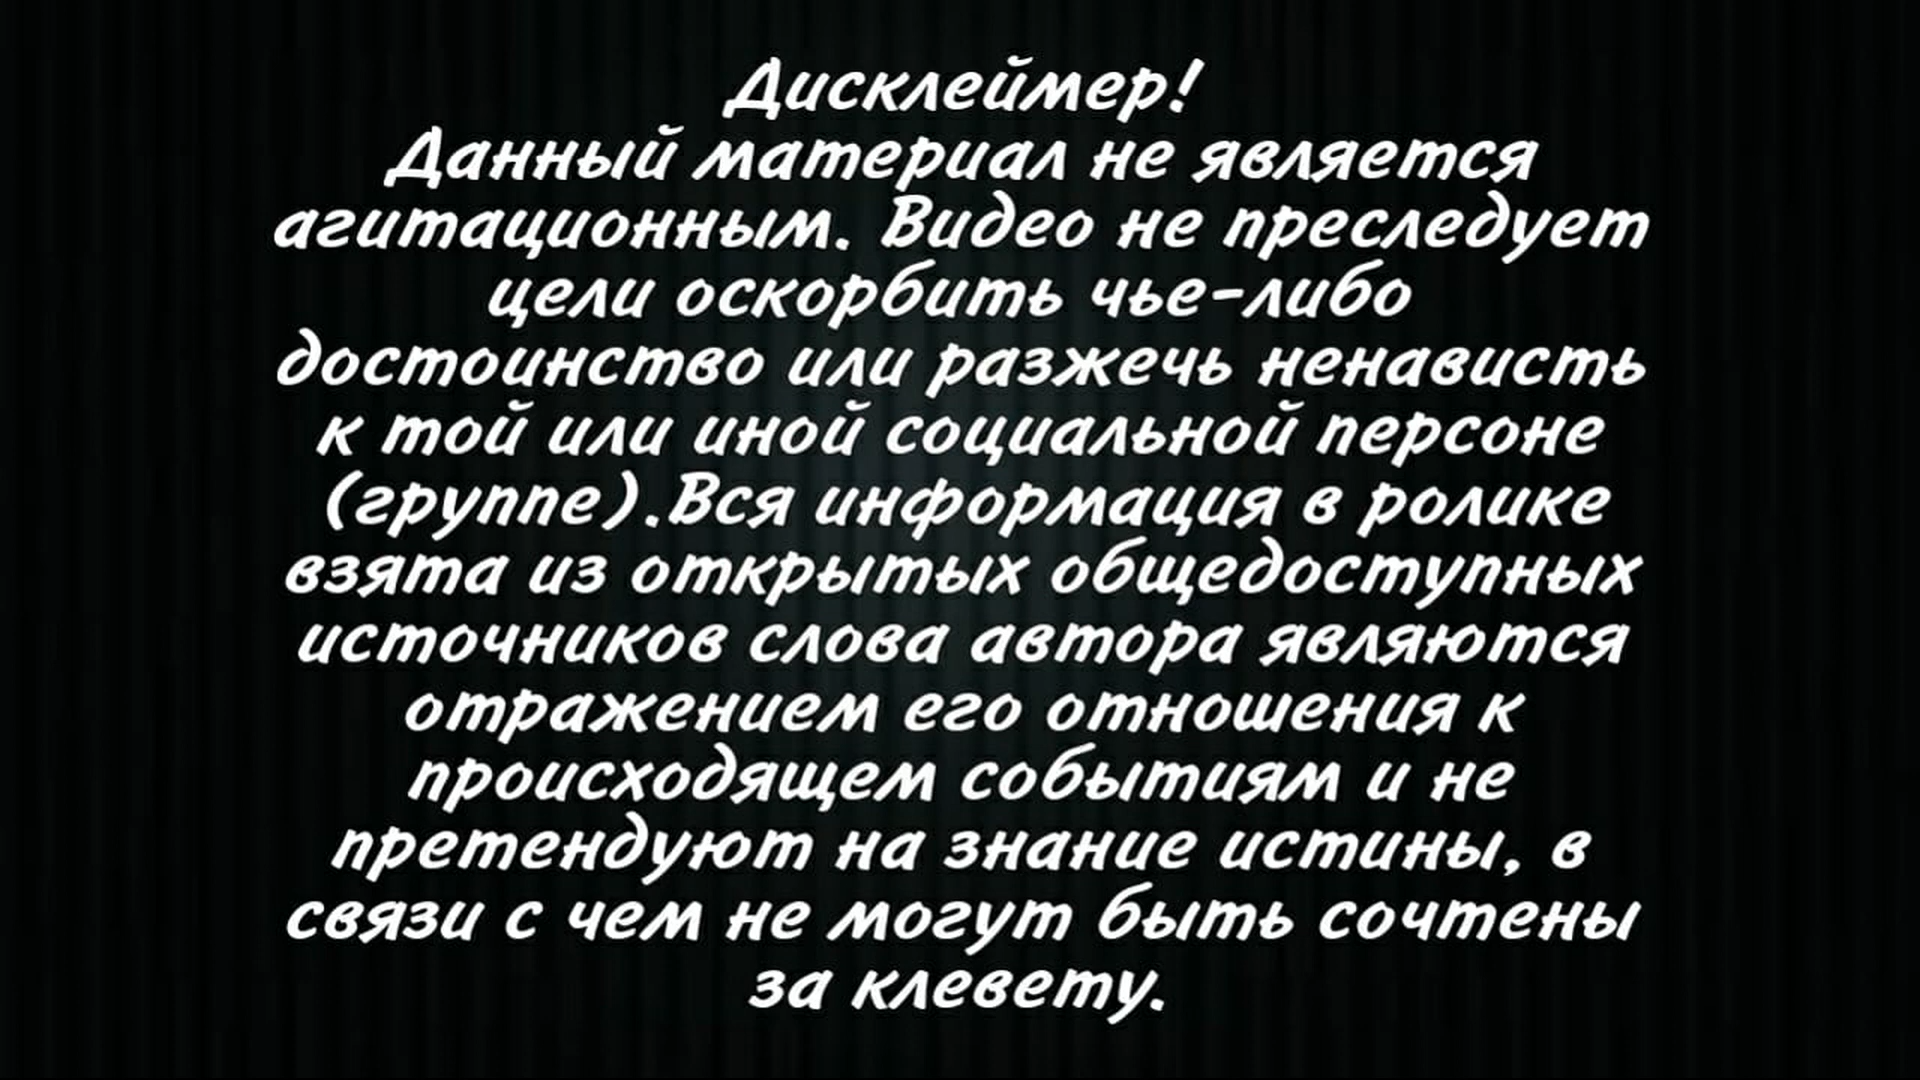 Дисклеймер!
Данный материал не является
агитационным. Видео не преследует
цели оскорбить чье-либо
достоинство или разжечь ненависть
к той или иной социальной персоне
(группе).Вся информация в ролике
взята из открытых общедоступных
источников слова автора являются
отражением его отношения к
происходящем событиям и не
претендуют на знание истины, в
связи с чем не могут быть сочтены
за клевету.